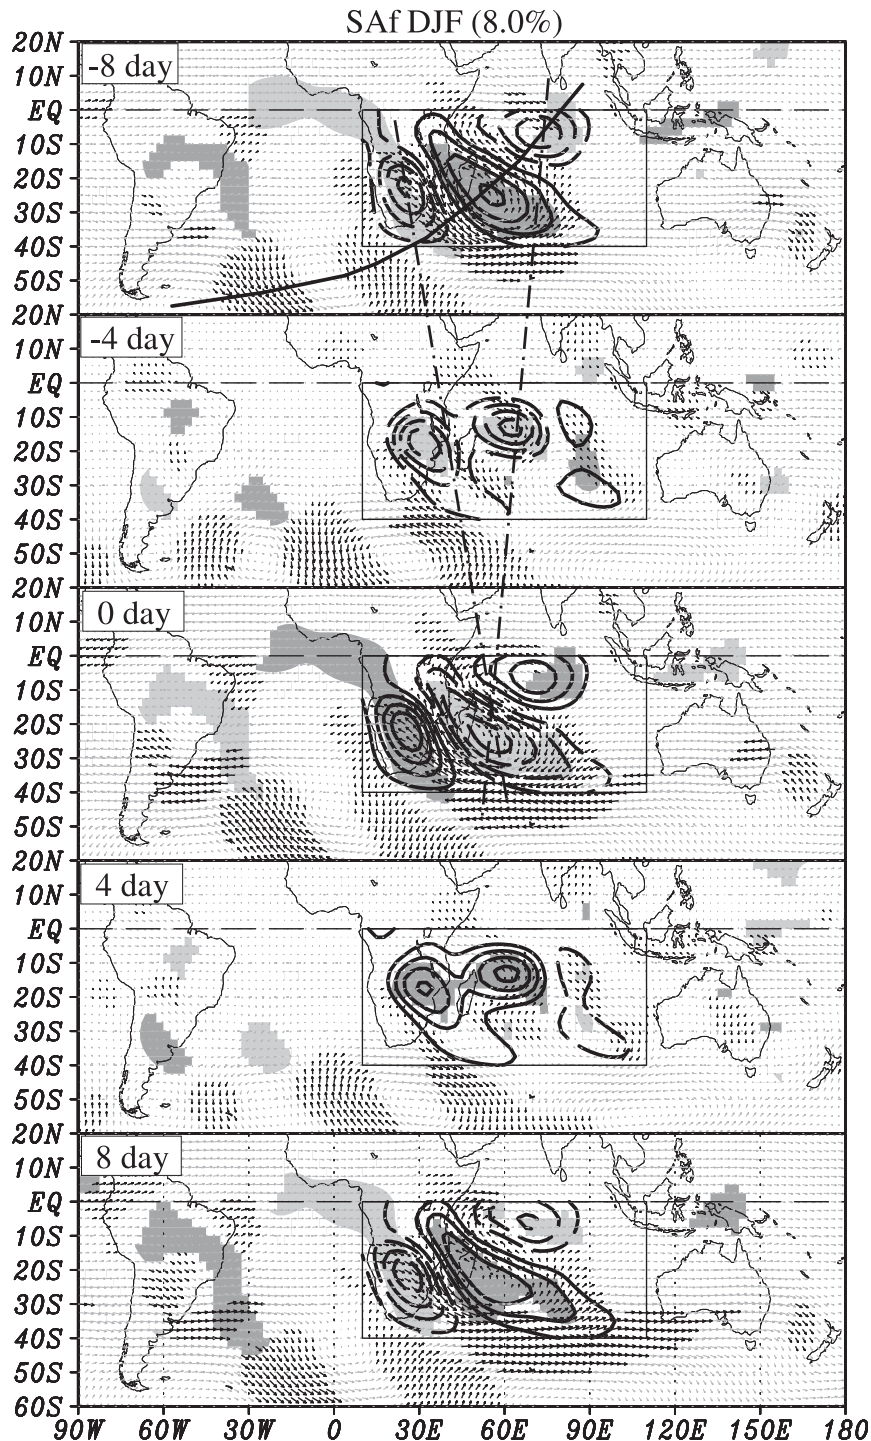 SAf DJF (8.0%)
20N
-8 day
10N
EQ
10S
20S
30S
40S
50S
20N
-4 day
10N
EQ
10S
20S
30S
40S
50S
20N
0 day
10N
EQ
10S
20S
30S
40S
50S
20N
4 day
10N
EQ
10S
20S
30S
40S
50S
20N
8 day
10N
EQ
10S
20S
30S
40S
50S
60S
90W 60W 30W 0 30E 60E 90E 120E 150E 180